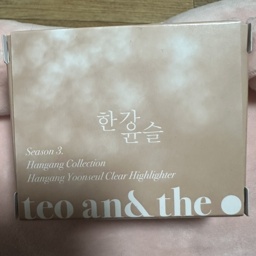 한강
윤슬
Season 3.
Hangang Collection
Hangang Yoonseul Clear Highlighter
teo an& the